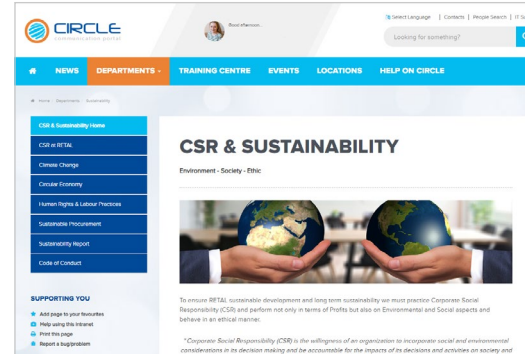 CIRCLE
communication portal
Good afternoon...
Select Language | Contacts | People Search | IT Su
Looking for something?
NEWS DEPARTMENTS TRAINING CENTRE EVENTS LOCATIONS HELP ON CIRCLE
Home Departments Sustainability
CSR & Sustainability Home
CSR at RETAL
Climate Change
Circular Economy
Human Rights & Labour Practices
Sustainable Procurement
Sustainability Report
Code of Conduct
SUPPORTING YOU
Add page to your favourites
Help using this Intranet
Print this page
Report a bug/problem
CSR & SUSTAINABILITY
Environment - Society - Ethic
To ensure RETAL sustainable development and long term sustainability we must practice Corporate Social
Responsibility (CSR) and perform not only in terms of Profits but also on Environmental and Social aspects and
behave in an ethical manner.
"Corporate Social Responsibility (CSR) is the willingness of an organization to incorporate social and environmental
considerations in its decision making and be accountable for the impacts of its decisions and activities on society and